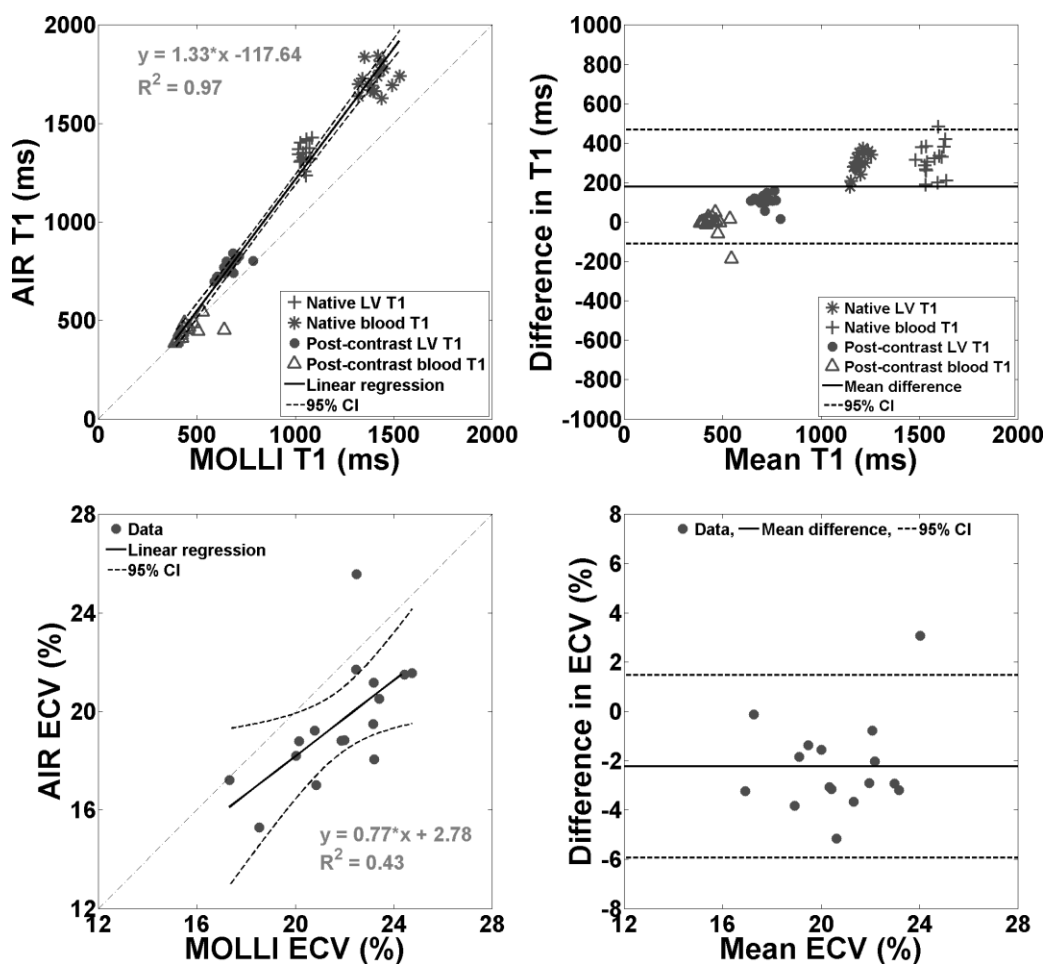 y = 1.33*x -117.64
R² = 0.97
AIR T1 (ms)
2000
1500
1000
500
0
Native LV T1
Native blood T1
Post-contrast LV T1
Post-contrast blood T1
Linear regression
95% CI
0 500 1000 1500 2000
MOLLI T1 (ms)
Difference in T1 (ms)
1000
800
600
400
200
0
-200
-400
-600
-800
-1000
Native LV T1
Native blood T1
Post-contrast LV T1
Post-contrast blood T1
Mean difference
95% CI
0 500 1000 1500 2000
Mean T1 (ms)
AIR ECV (%)
28
24
20
16
12
Data
Linear regression
95% CI
y = 0.77*x + 2.78
R² = 0.43
12 16 20 24 28
MOLLI ECV (%)
Difference in ECV (%)
8
6
4
2
0
-2
-4
-6
-8
Data, Mean difference, 95% CI
12 16 20 24 28
Mean ECV (%)